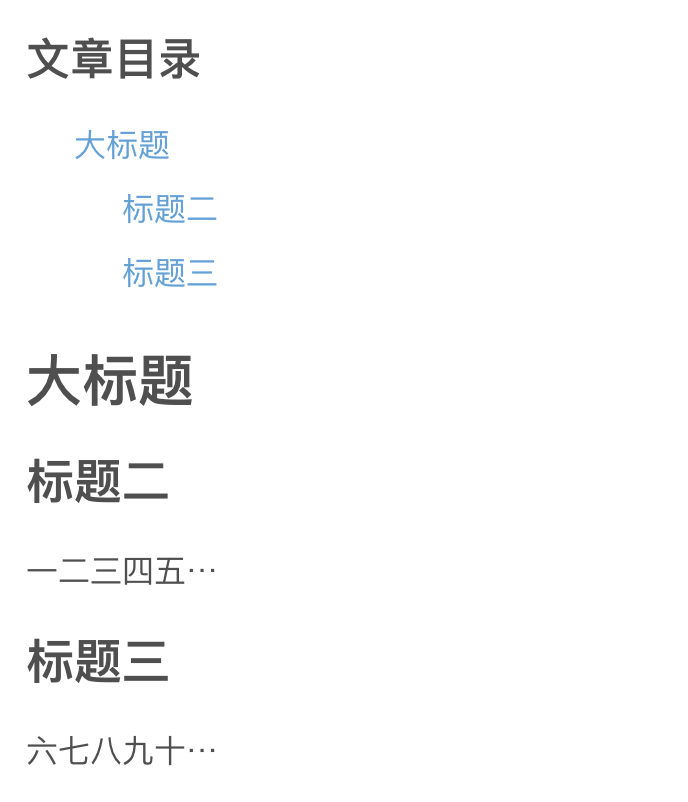 文章目录
大标题
标题二
标题三
大标题
标题二
一二三四五…
标题三
六七八九十…